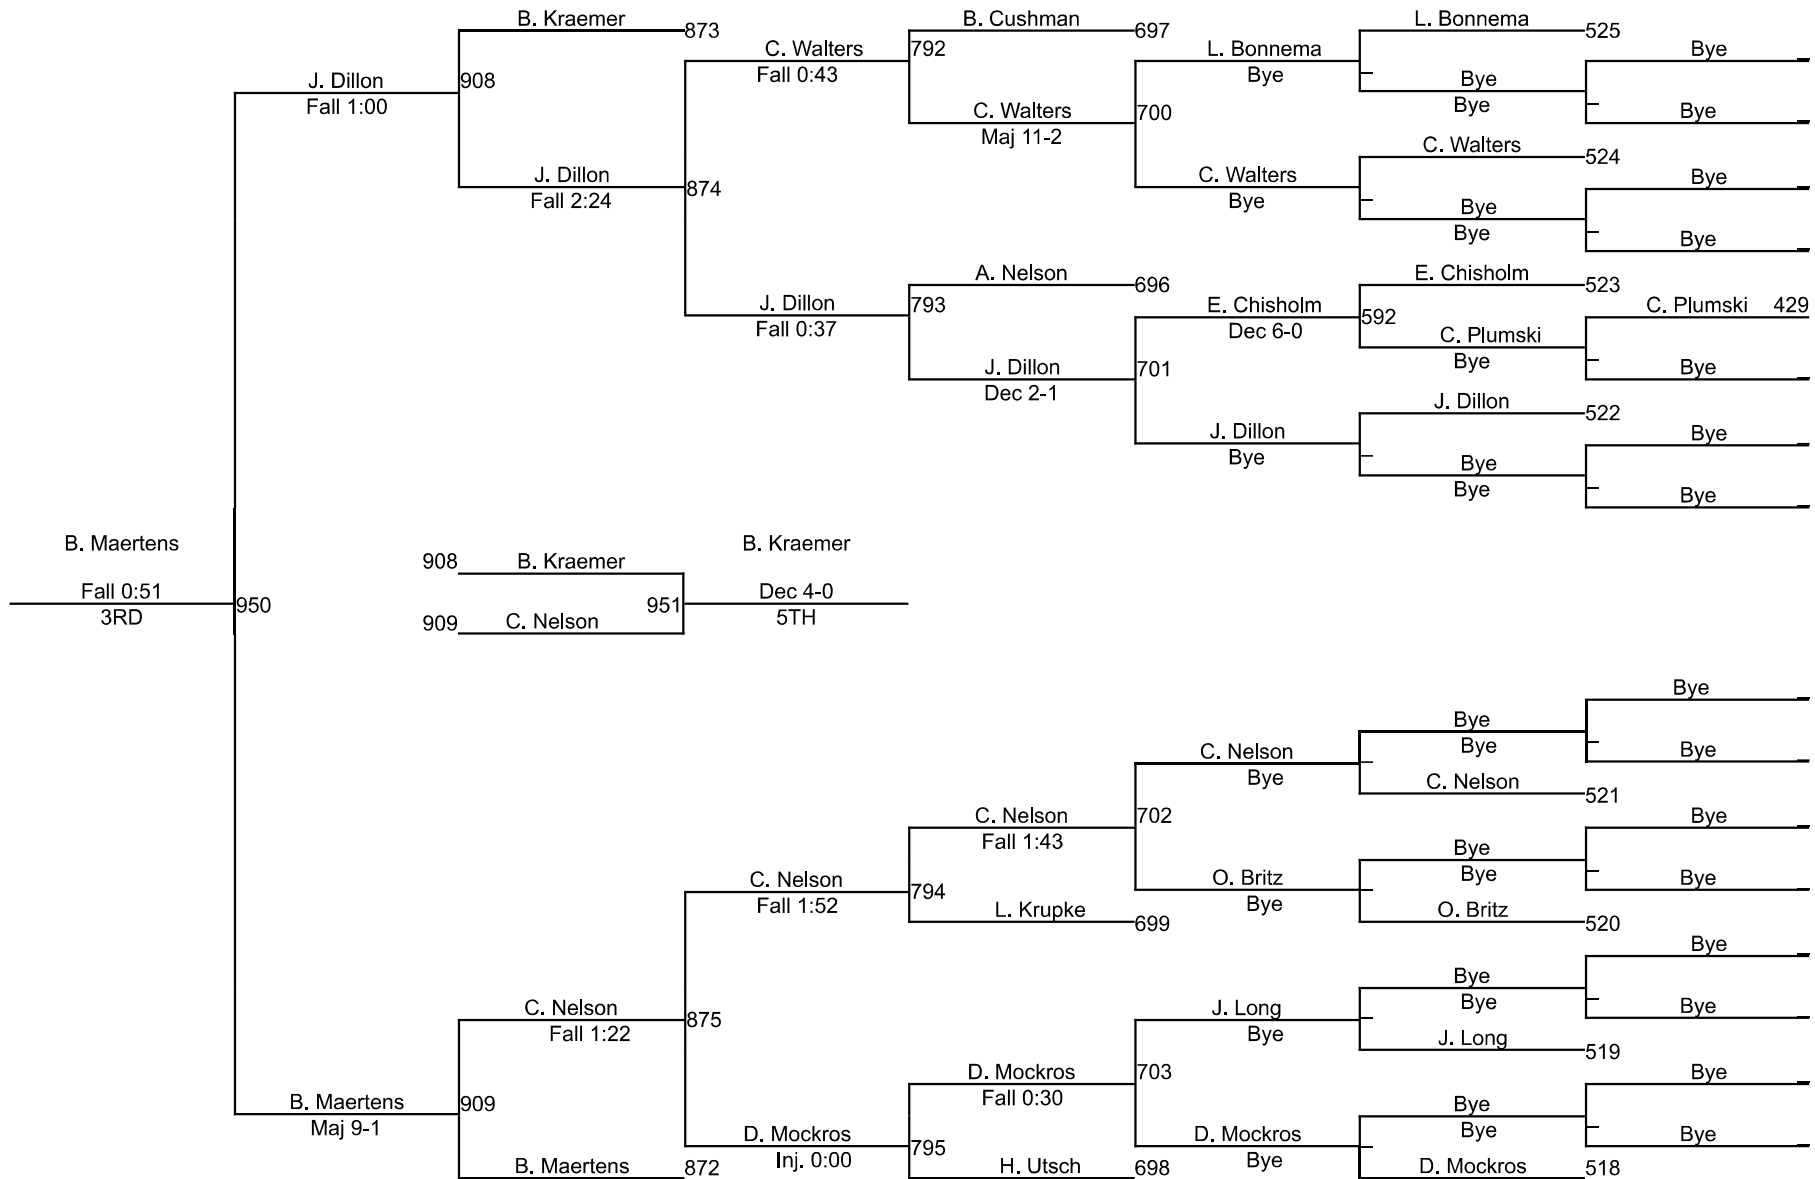 B. Kraemer
873
B. Cushman
697
L. Bonnema
525
C. Walters
Fall 0:43
792
L. Bonnema
Bye
Bye
J. Dillon
Fall 1:00
908
Bye
Bye
Bye
C. Walters
Maj 11-2
700
C. Walters
524
J. Dillon
Fall 2:24
874
C. Walters
Bye
Bye
Bye
Bye
Bye
A. Nelson
696
E. Chisholm
523
J. Dillon
Fall 0:37
793
E. Chisholm
Dec 6-0
592
C. Plumski 429
C. Plumski
Bye
Bye
J. Dillon
Dec 2-1
701
J. Dillon
522
J. Dillon
Bye
Bye
Bye
Bye
Bye
B. Maertens
Fall 0:51
3RD
950
908
B. Kraemer
909
C. Nelson
951
B. Kraemer
Dec 4-0
5TH
Bye
Bye
Bye
Bye
C. Nelson
Bye
C. Nelson
521
C. Nelson
Fall 1:43
702
Bye
Bye
Bye
Bye
C. Nelson
Fall 1:52
794
O. Britz
Bye
O. Britz
520
L. Krupke
699
Bye
Bye
Bye
Bye
C. Nelson
Fall 1:22
875
J. Long
Bye
J. Long
519
D. Mockros
Fall 0:30
703
Bye
B. Maertens
Maj 9-1
909
Bye
Bye
Bye
D. Mockros
Inj. 0:00
795
D. Mockros
Bye
B. Maertens
872
H. Utsch
698
D. Mockros
518